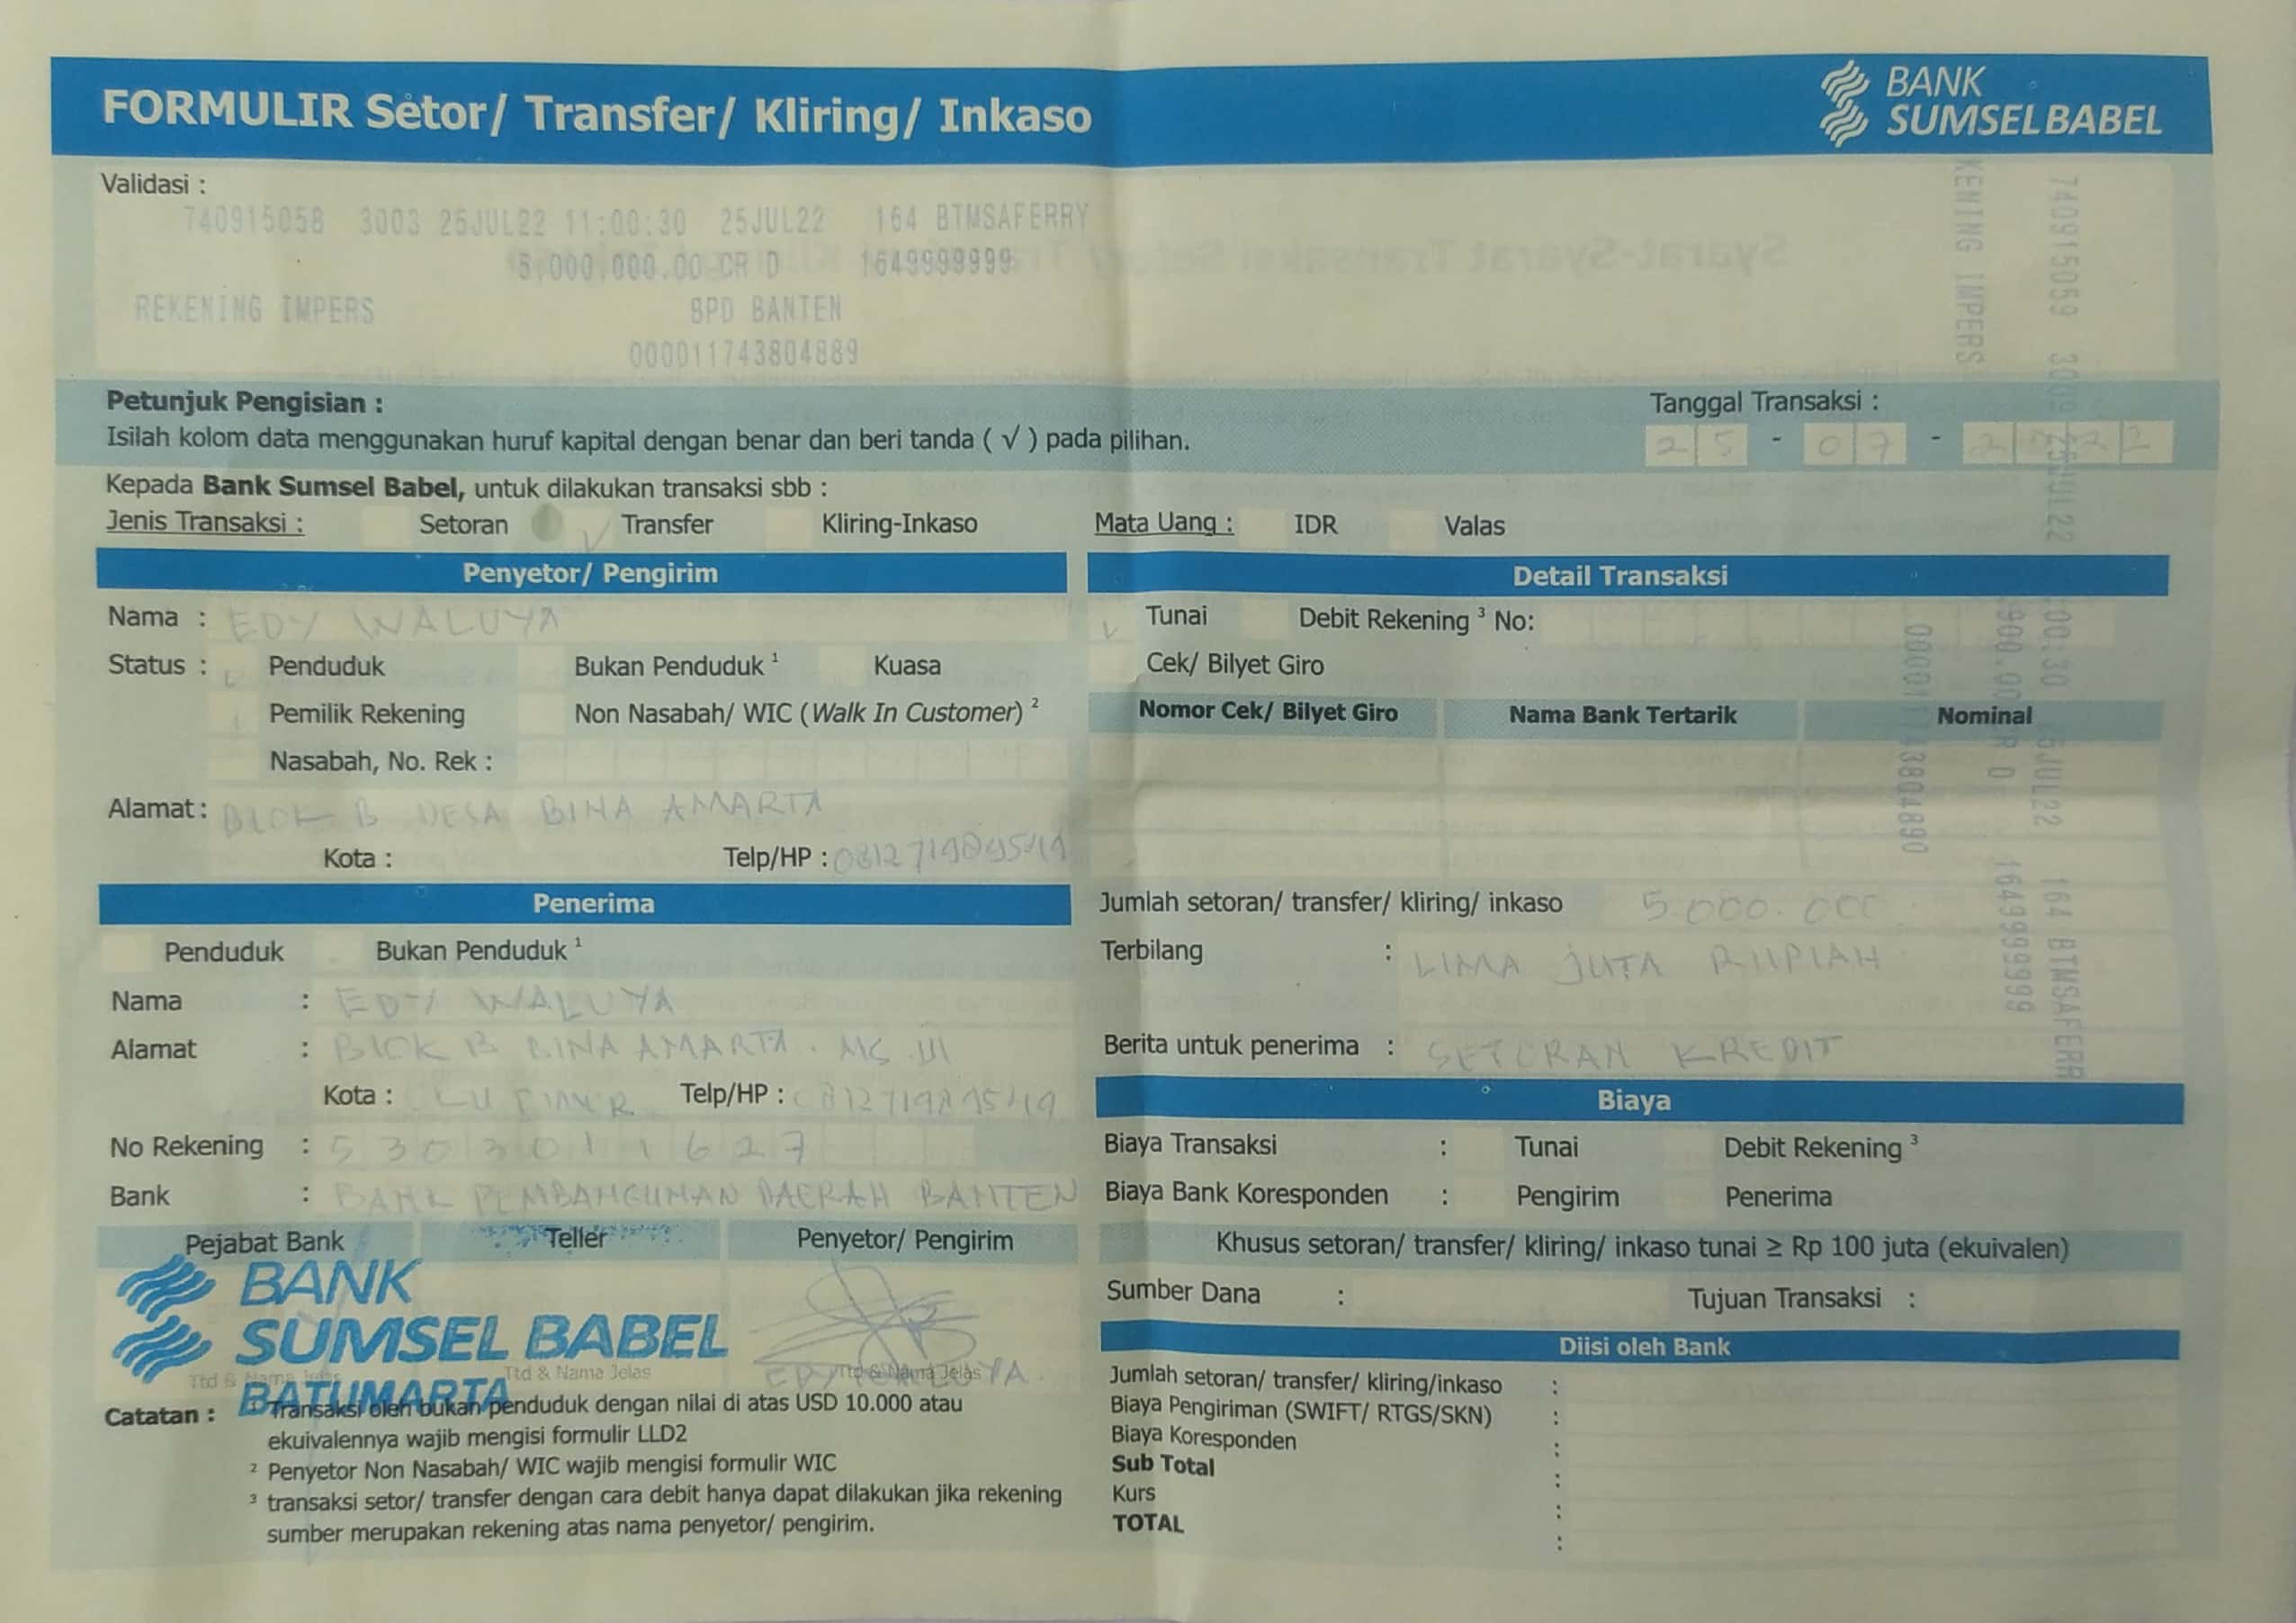 FORMULIR Setor/ Transfer/ Kliring/ Inkaso
BANK
SUMSEL BABEL
Validasi :
740915058 3003 25JUL22 11:00:30 25JUL22 164 BTMSAFERRY
5,000,000.00 CR D 1649999999
REKENING IMPERS BPD BANTEN
000011743804889
Petunjuk Pengisian :
Isilah kolom data menggunakan huruf kapital dengan benar dan beri tanda ( √ ) pada pilihan.
Tanggal Transaksi :
25 - 07 - 2022
Kepada Bank Sumsel Babel, untuk dilakukan transaksi sbb :
Jenis Transaksi : Setoran √ Transfer Kliring-Inkaso Mata Uang : IDR Valas
Penyetor/ Pengirim
Nama : EDY WALUYA
Status : Penduduk Bukan Penduduk ¹ Kuasa
Pemilik Rekening Non Nasabah/ WIC (Walk In Customer) ²
Nasabah, No. Rek :
Alamat : BLOK B DESA BINA AMARTA
Kota : Telp/HP :
Penerima
Penduduk Bukan Penduduk ¹
Nama : EDY WALUYA
Alamat : BLOK B BINA AMARTA
Kota : Telp/HP :
No Rekening : 5303011627
Bank : BANK PEMBANGUNAN DAERAH BANTEN
Detail Transaksi
√ Tunai Debit Rekening ³ No:
Cek/ Bilyet Giro
Nomor Cek/ Bilyet Giro Nama Bank Tertarik Nominal
Jumlah setoran/ transfer/ kliring/ inkaso 5.000.000
Terbilang : LIMA JUTA RUPIAH
Berita untuk penerima : SETORAN KREDIT
Biaya
Biaya Transaksi : Tunai Debit Rekening ³
Biaya Bank Koresponden : Pengirim Penerima
Khusus setoran/ transfer/ kliring/ inkaso tunai ≥ Rp 100 juta (ekuivalen)
Sumber Dana : Tujuan Transaksi :
Diisi oleh Bank
Jumlah setoran/ transfer/ kliring/inkaso :
Biaya Pengiriman (SWIFT/ RTGS/SKN) :
Biaya Koresponden :
Sub Total :
Kurs :
TOTAL :
Pejabat Bank Teller Penyetor/ Pengirim
BANK
SUMSEL BABEL
BATUMARTA
Ttd & Nama Jelas Ttd & Nama Jelas Ttd & Nama Jelas
Catatan : ¹ Transaksi oleh bukan penduduk dengan nilai di atas USD 10.000 atau
ekuivalennya wajib mengisi formulir LLD2
² Penyetor Non Nasabah/ WIC wajib mengisi formulir WIC
³ transaksi setor/ transfer dengan cara debit hanya dapat dilakukan jika rekening
sumber merupakan rekening atas nama penyetor/ pengirim.